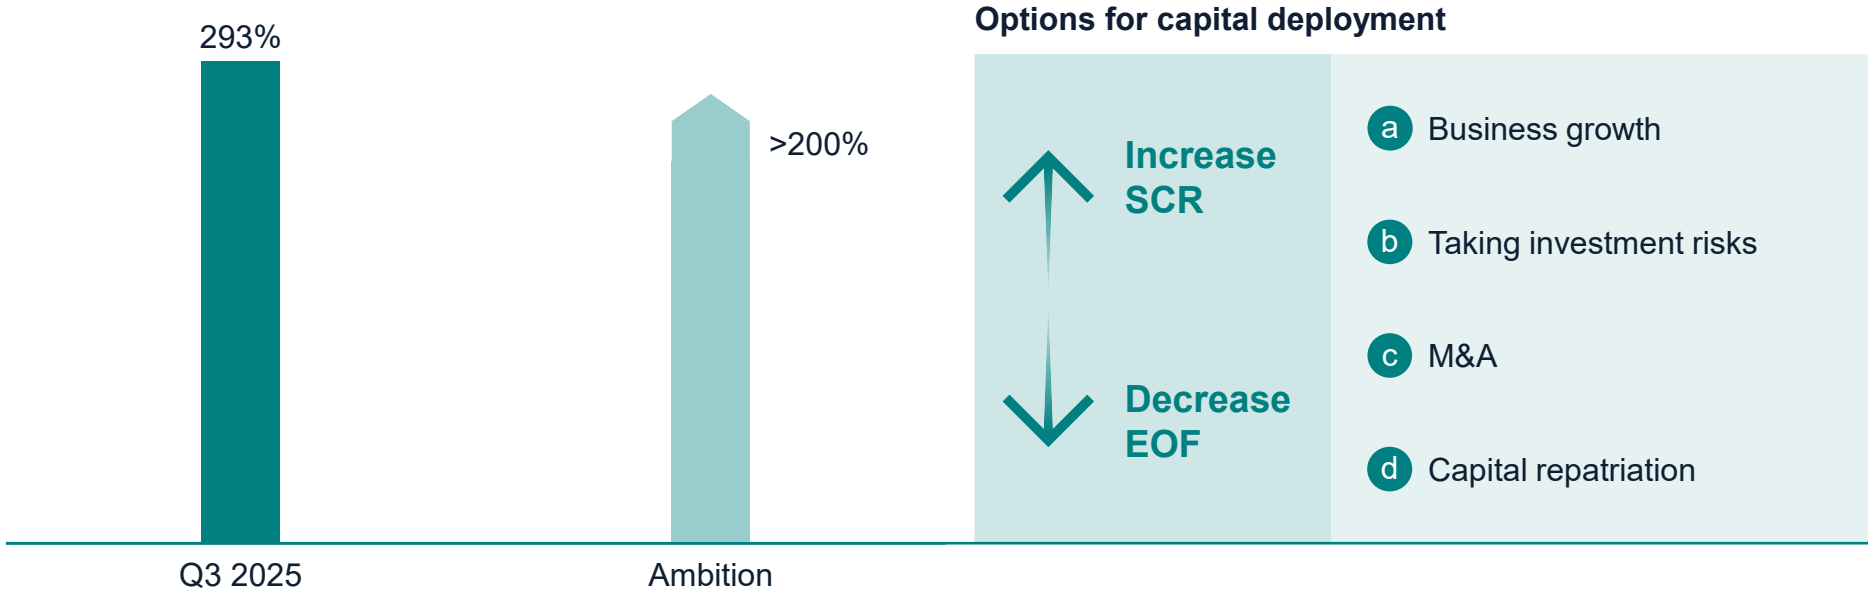 293%
>200%
Q3 2025
Ambition
Options for capital deployment
Increase
SCR
Decrease
EOF
a Business growth
b Taking investment risks
c M&A
d Capital repatriation